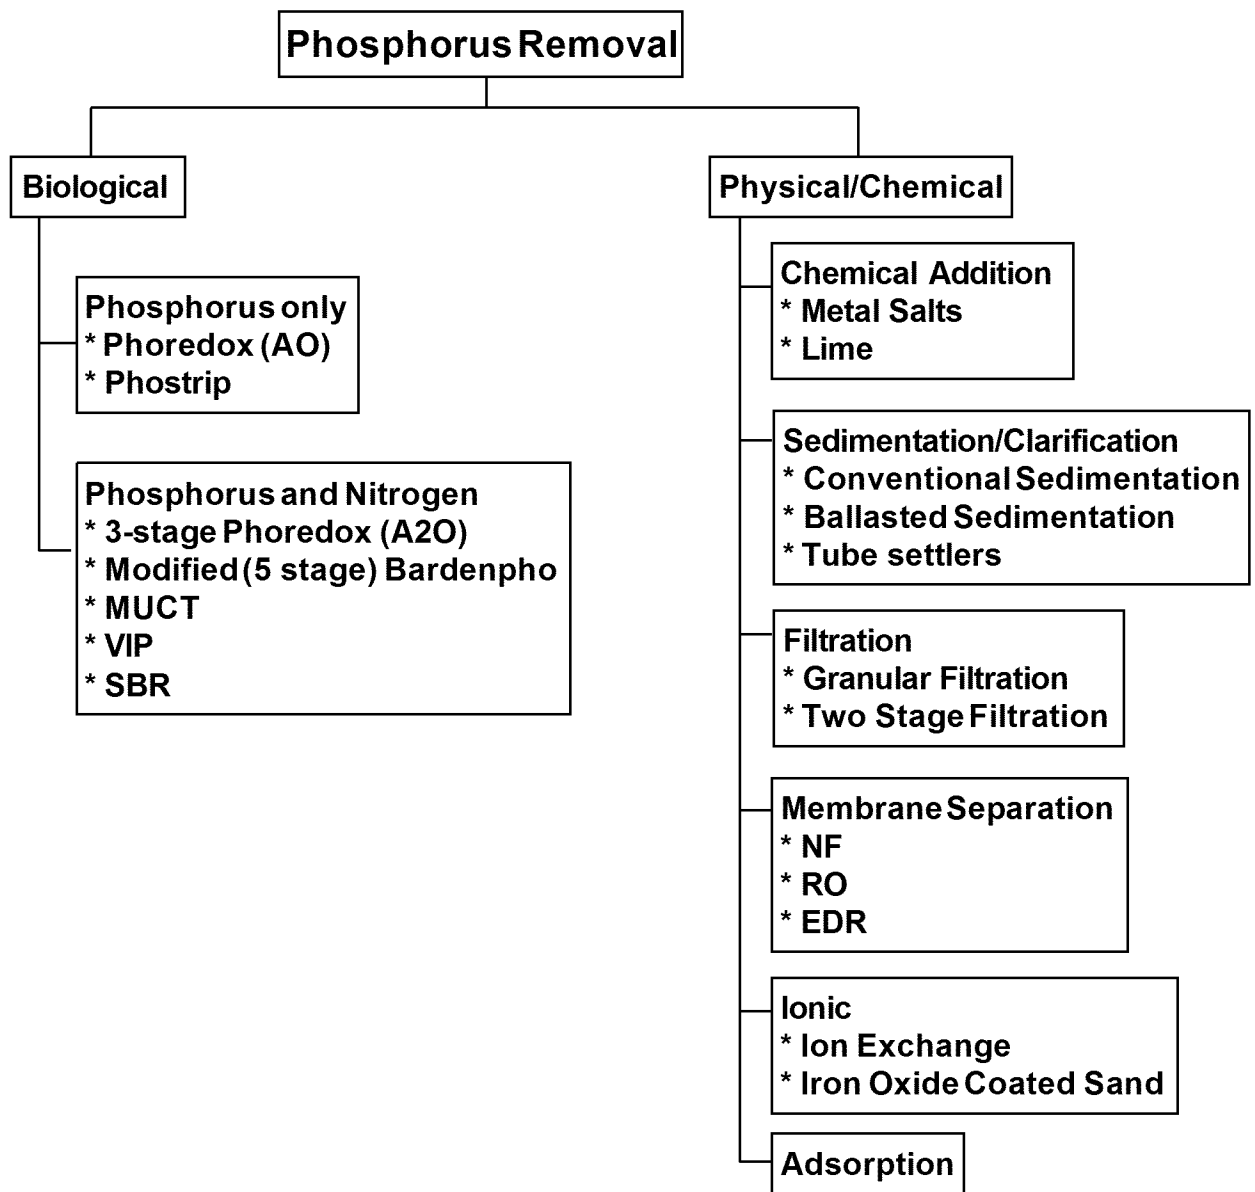 Phosphorus Removal
Biological
Phosphorus only
* Phoredox (AO)
* Phostrip
Phosphorus and Nitrogen
* 3-stage Phoredox (A2O)
* Modified (5 stage) Bardenpho
* MUCT
* VIP
* SBR
Physical/Chemical
Chemical Addition
* Metal Salts
* Lime
Sedimentation/Clarification
* Conventional Sedimentation
* Ballasted Sedimentation
* Tube settlers
Filtration
* Granular Filtration
* Two Stage Filtration
Membrane Separation
* NF
* RO
* EDR
Ionic
* Ion Exchange
* Iron Oxide Coated Sand
Adsorption